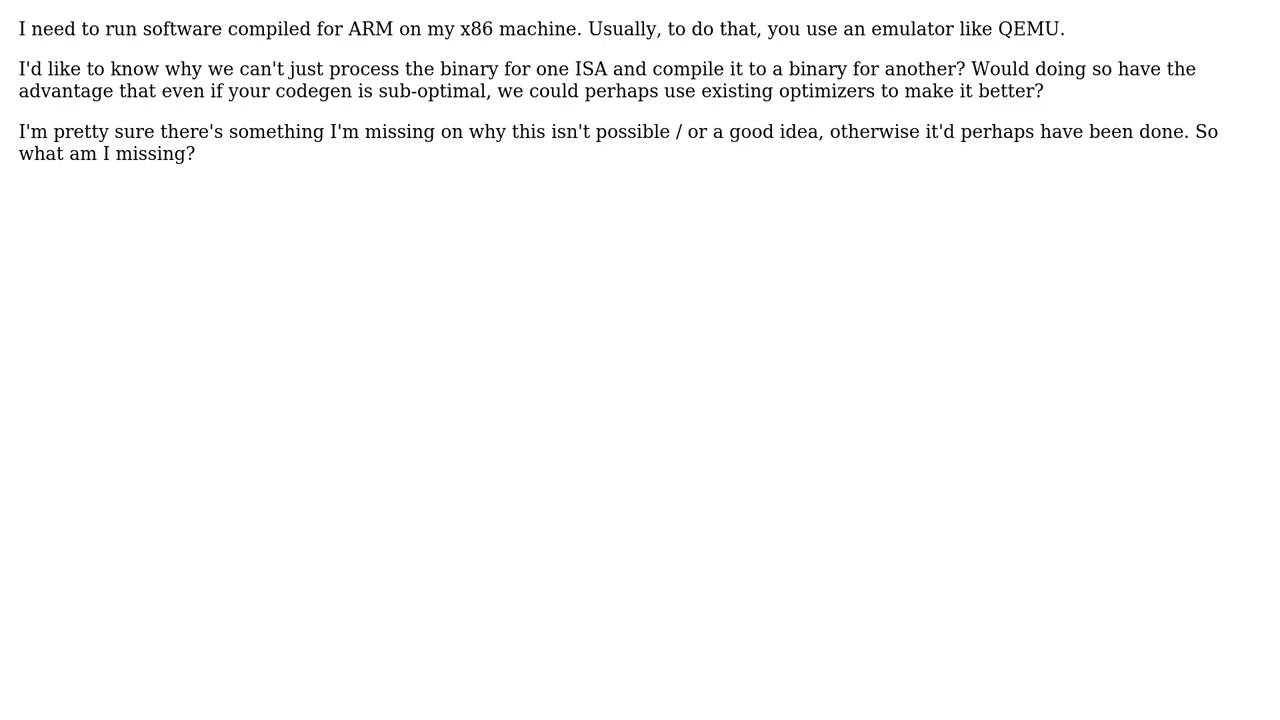 I need to run software compiled for ARM on my x86 machine. Usually, to do that, you use an emulator like QEMU.
I'd like to know why we can't just process the binary for one ISA and compile it to a binary for another? Would doing so have the
advantage that even if your codegen is sub-optimal, we could perhaps use existing optimizers to make it better?
I'm pretty sure there's something I'm missing on why this isn't possible / or a good idea, otherwise it'd perhaps have been done. So
what am I missing?